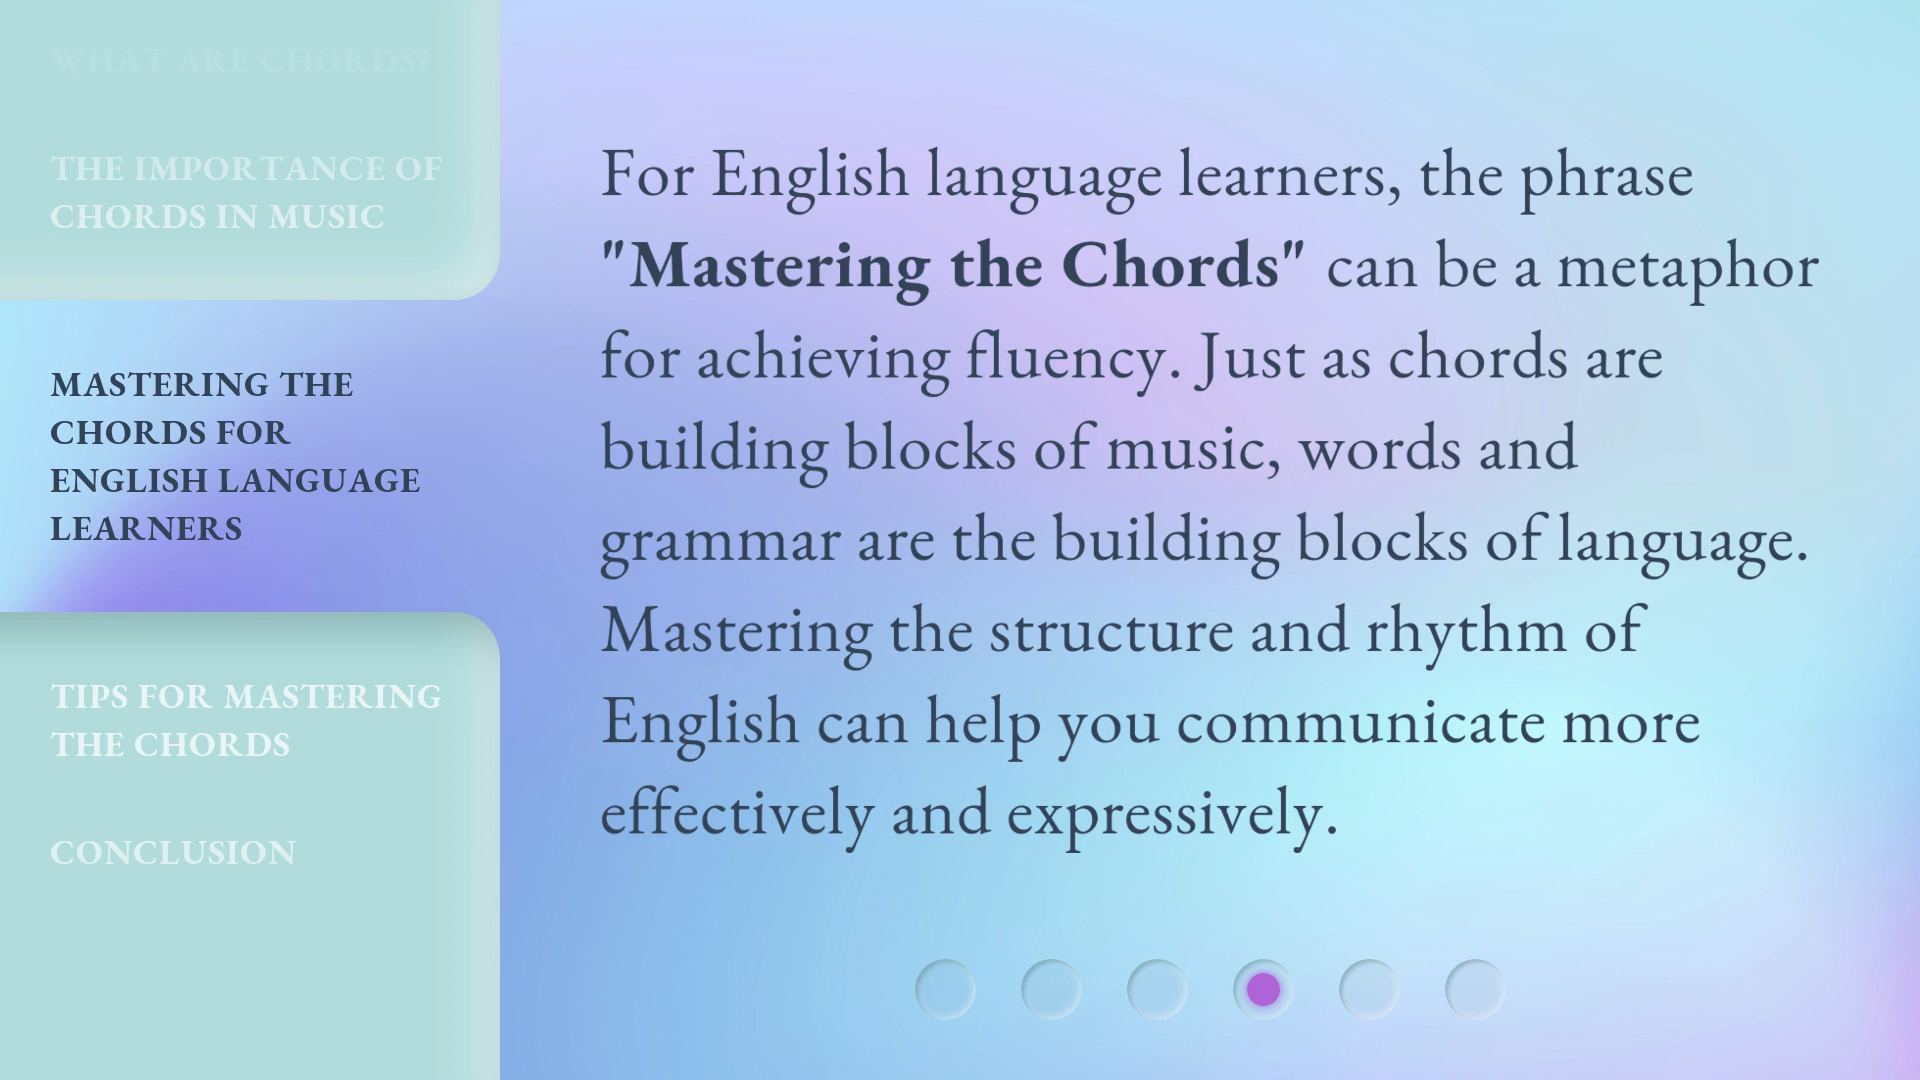 WHAT ARE CHORDS?
THE IMPORTANCE OF
CHORDS IN MUSIC
MASTERING THE
CHORDS FOR
ENGLISH LANGUAGE
LEARNERS
TIPS FOR MASTERING
THE CHORDS
CONCLUSION
For English language learners, the phrase
"Mastering the Chords" can be a metaphor
for achieving fluency. Just as chords are
building blocks of music, words and
grammar are the building blocks of language.
Mastering the structure and rhythm of
English can help you communicate more
effectively and expressively.